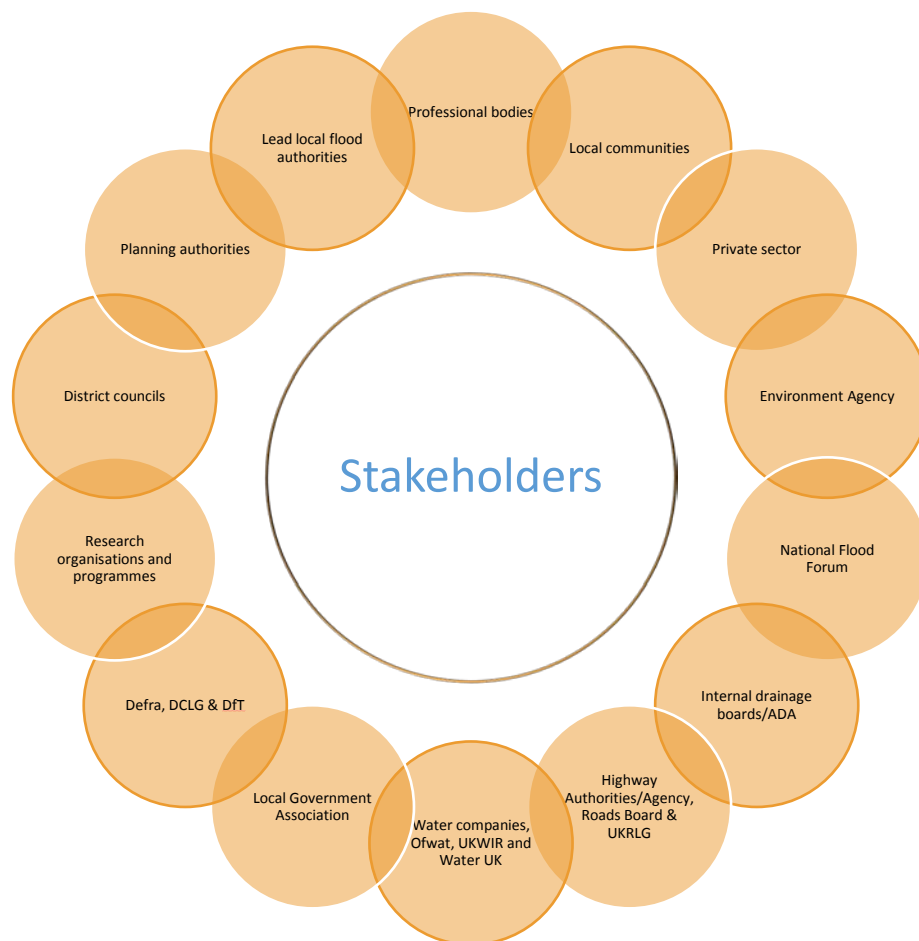 Professional bodies
Local communities
Private sector
Environment Agency
National Flood
Forum
Internal drainage
boards/ADA
Highway
Authorities/Agency,
Roads Board &
UKRLG
Water companies,
Ofwat, UKWIR and
Water UK
Local Government
Association
Defra, DCLG & DfT
Research
organisations and
programmes
District councils
Planning authorities
Lead local flood
authorities
Stakeholders